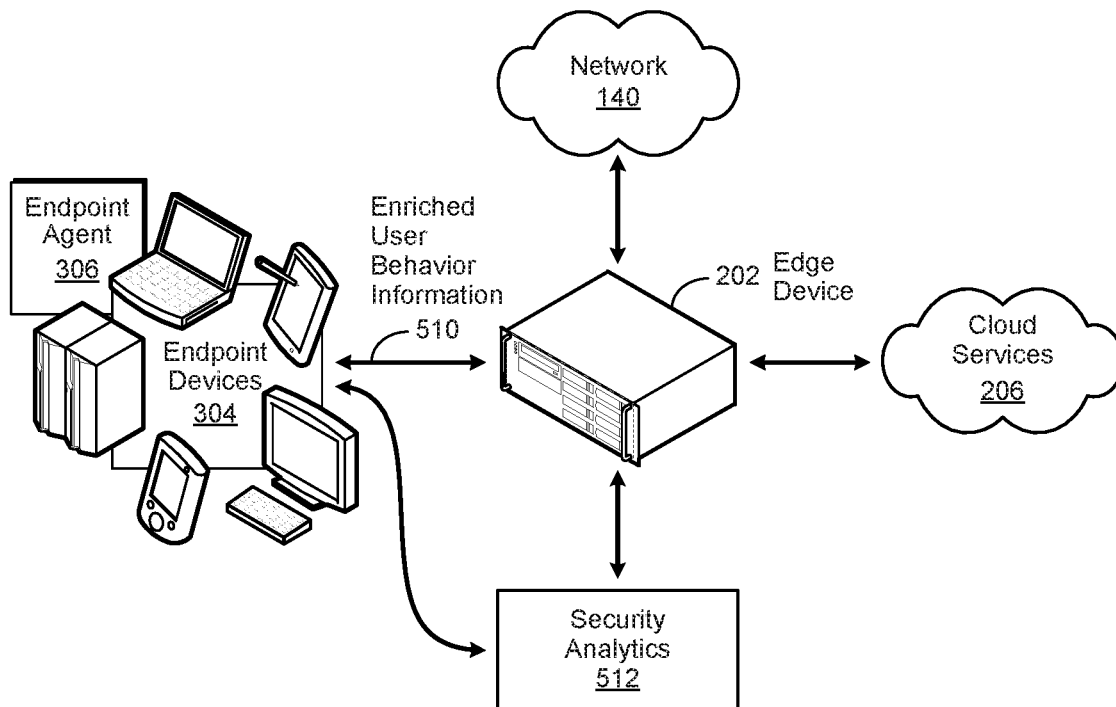 Network
140
Endpoint
Agent
306
Enriched
User
Behavior
Information
510
202
Edge
Device
Endpoint
Devices
304
Cloud
Services
206
Security
Analytics
512